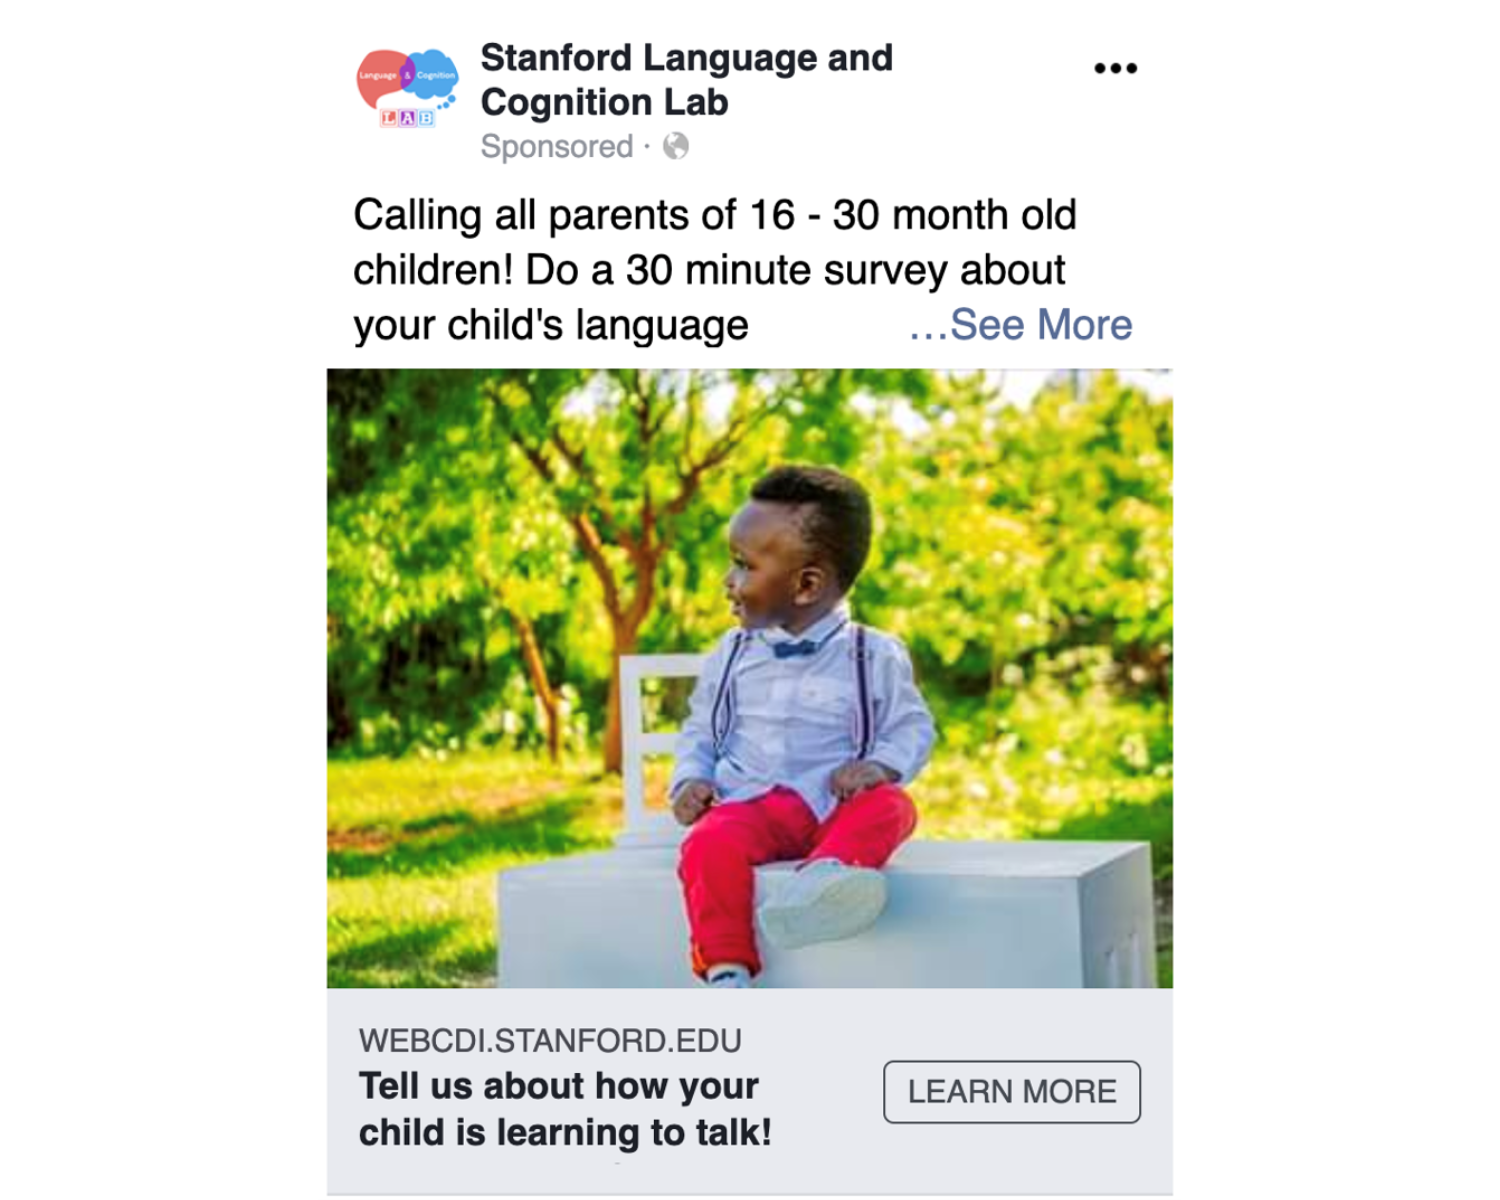 Language & Cognition
LAB
Stanford Language and
Cognition Lab
Sponsored ·
Calling all parents of 16 - 30 month old
children! Do a 30 minute survey about
your child's language ...See More
WEBCDI.STANFORD.EDU
Tell us about how your
child is learning to talk!
LEARN MORE